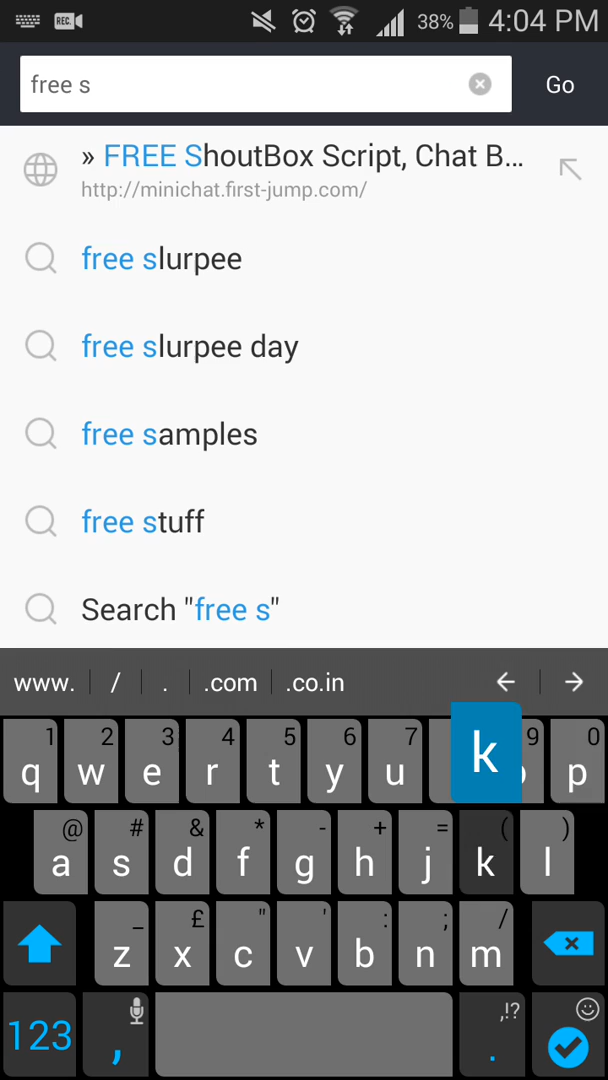 REC. 38% 4:04 PM
free s Go
» FREE ShoutBox Script, Chat B...
http://minichat.first-jump.com/
free slurpee
free slurpee day
free samples
free stuff
Search "free s"
www. / . .com .co.in
1 2 3 4 5 6 7 9 0
q w e r t y u k p
@ # & * - + = ( )
a s d f g h j k l
_ £ " ' : ; /
z x c v b n m
123 , ,!? .